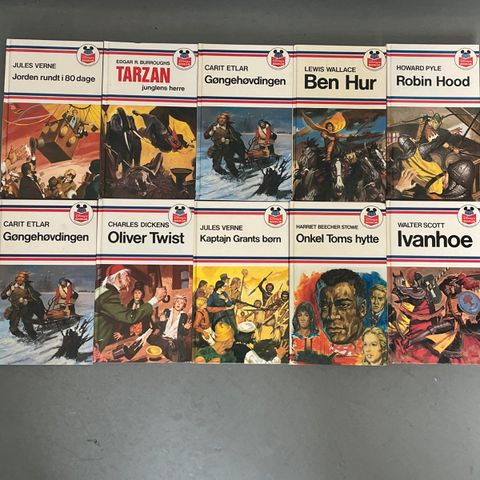 JULES VERNE
Jorden rundt i 80 dage
EDGAR R. BURROUGHS
TARZAN
junglens herre
CARIT ETLAR
Gøngehøvdingen
LEWIS WALLACE
Ben Hur
HOWARD PYLE
Robin Hood
CARIT ETLAR
Gøngehøvdingen
CHARLES DICKENS
Oliver Twist
JULES VERNE
Kaptajn Grants børn
HARRIET BEECHER STOWE
Onkel Toms hytte
WALTER SCOTT
Ivanhoe